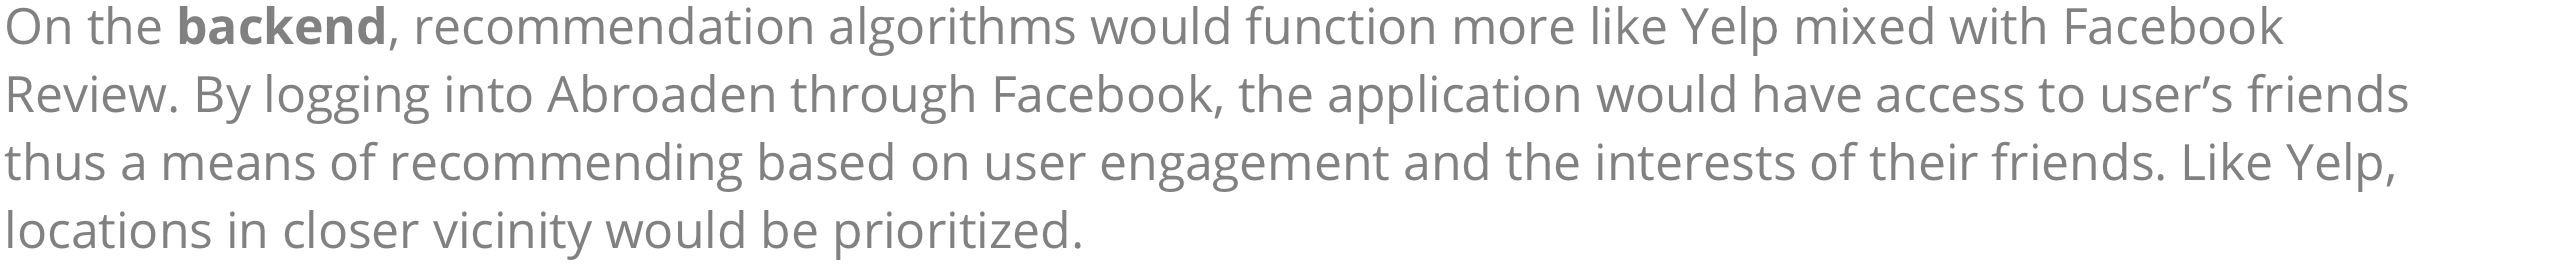 On the backend, recommendation algorithms would function more like Yelp mixed with Facebook
Review. By logging into Abroaden through Facebook, the application would have access to user’s friends
thus a means of recommending based on user engagement and the interests of their friends. Like Yelp,
locations in closer vicinity would be prioritized.